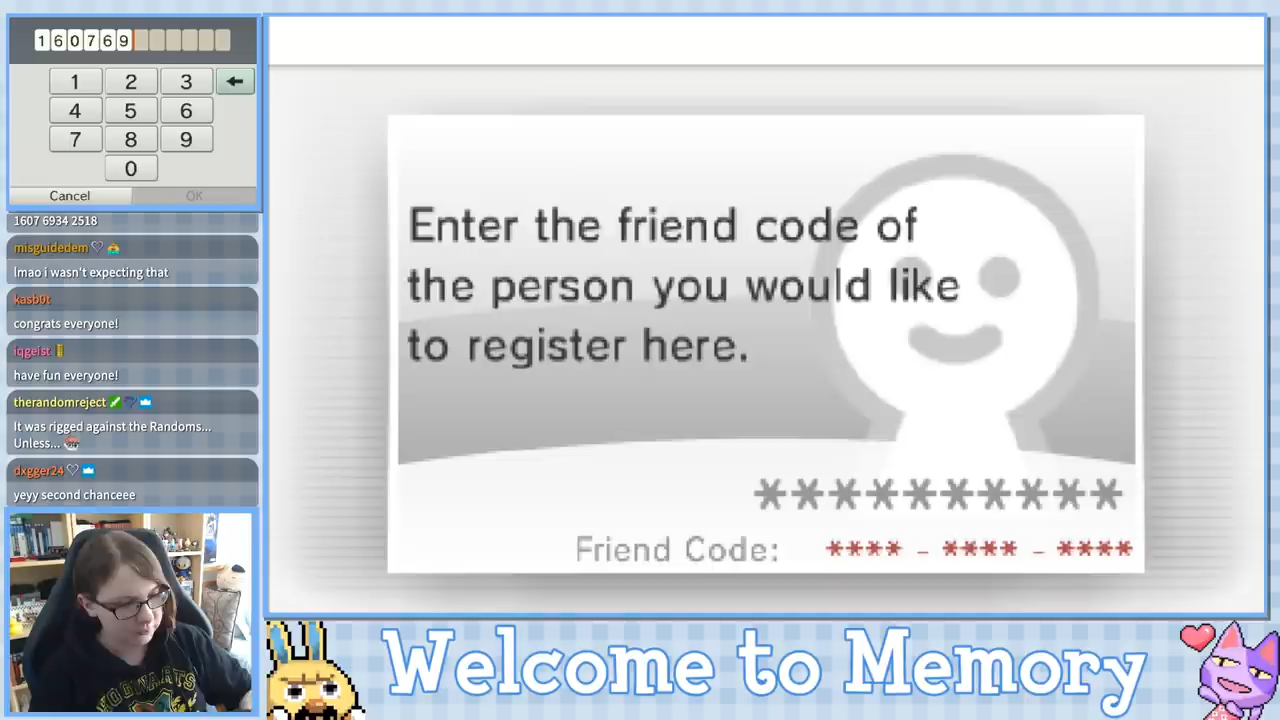 160769
1 2 3
4 5 6
7 8 9
0
Cancel OK
1607 6934 2518
misguidedem
lmao i wasn't expecting that
kasb0t
congrats everyone!
iqgeist
have fun everyone!
therandomreject
It was rigged against the Randoms...
Unless...
dxgger24
yeyy second chanceee
HOGWARTS
Enter the friend code of
the person you would like
to register here.
**********
Friend Code: **** - **** - ****
Welcome to Memory